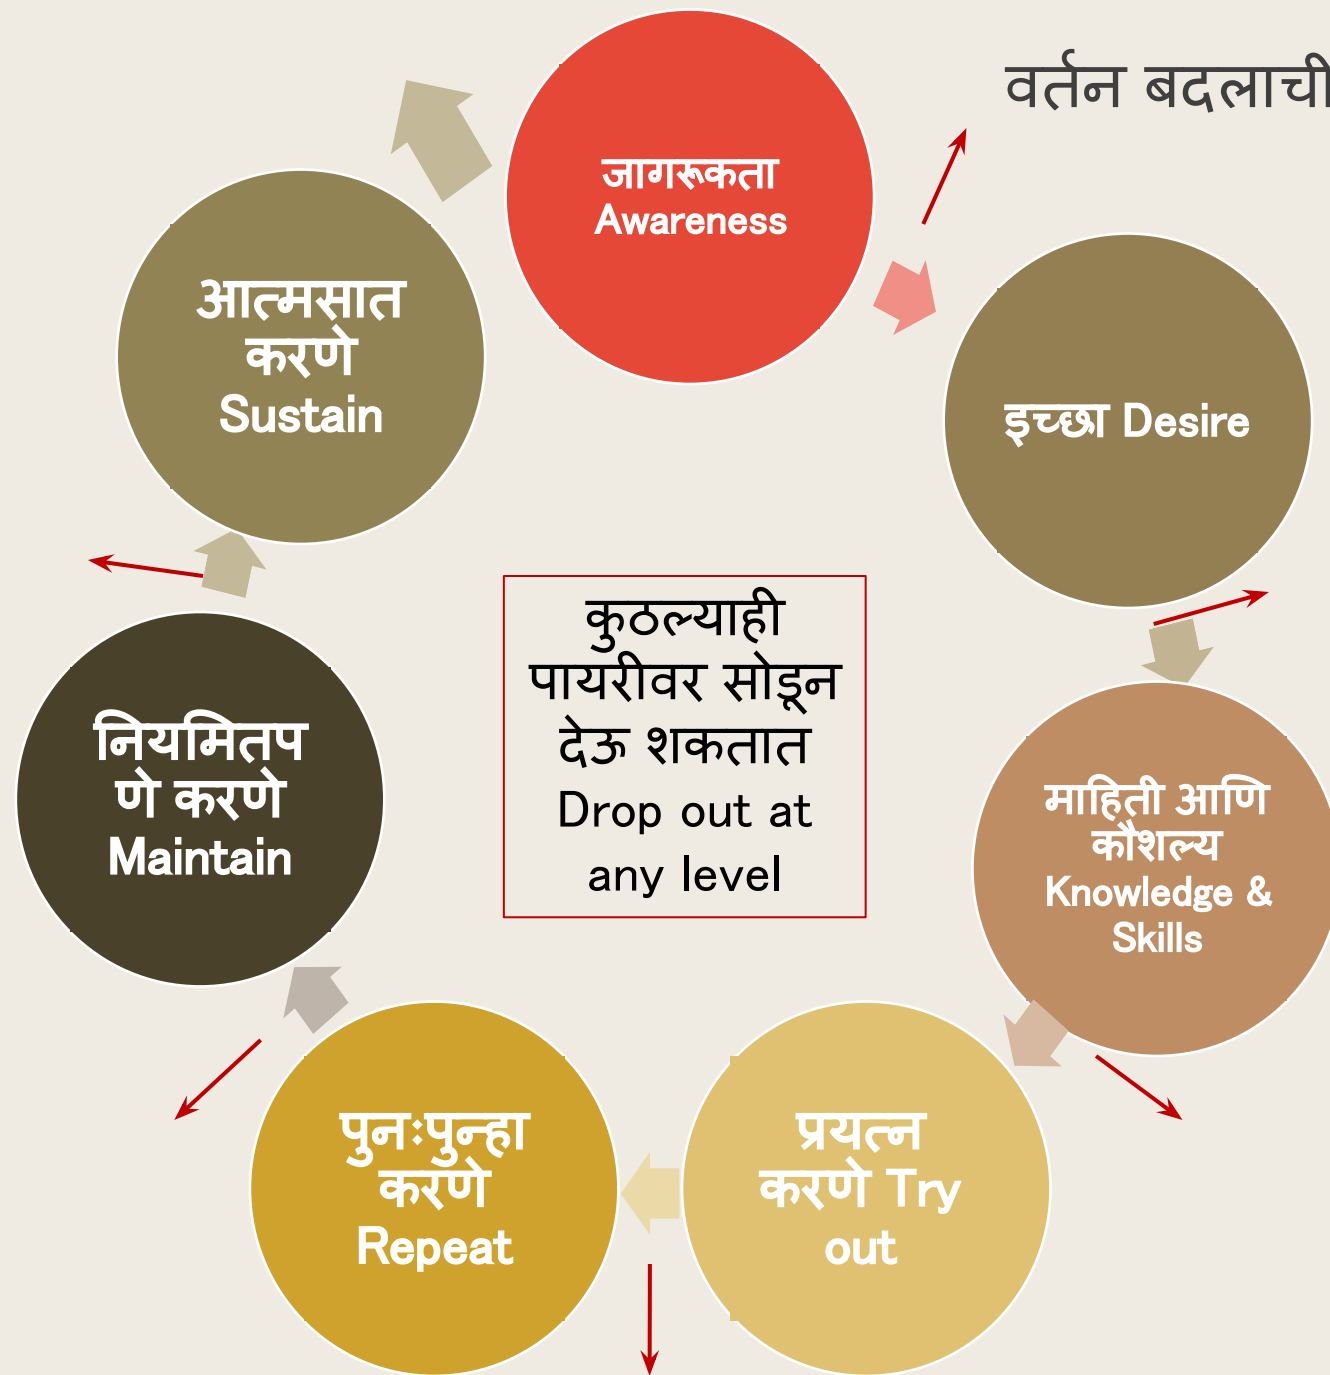 वर्तन बदलाची
जागरूकता
Awareness
इच्छा Desire
माहिती आणि
कौशल्य
Knowledge &
Skills
प्रयत्न
करणे Try
out
पुनःपुन्हा
करणे
Repeat
नियमितप
णे करणे
Maintain
आत्मसात
करणे
Sustain
कुठल्याही
पायरीवर सोडून
देऊ शकतात
Drop out at
any level